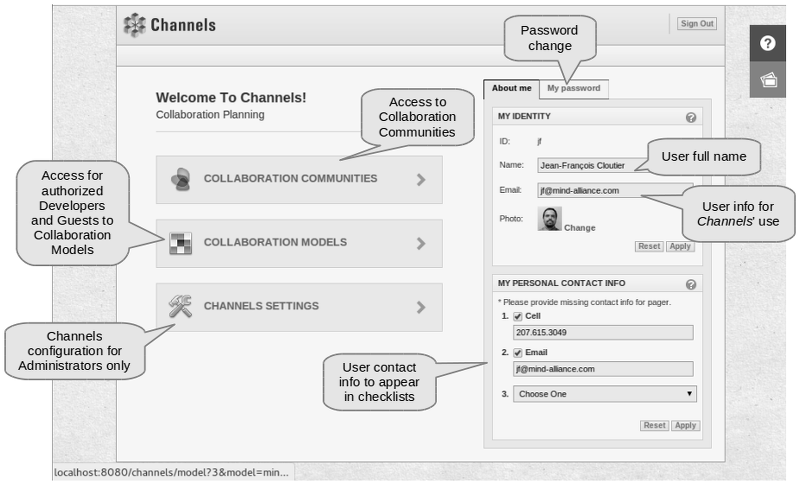 Channels
Sign Out
Password
change
Welcome To Channels!
Collaboration Planning
Access to
Collaboration
Communities
About me
My password
MY IDENTITY
ID:
jf
Name:
Jean-François Cloutier
User full name
Email:
jf@mind-alliance.com
User info for
Channels' use
Photo:
Change
Reset
Apply
COLLABORATION COMMUNITIES
Access for
authorized
Developers
and Guests to
Collaboration
Models
COLLABORATION MODELS
CHANNELS SETTINGS
Channels
configuration for
Administrators only
MY PERSONAL CONTACT INFO
* Please provide missing contact info for pager.
1. Cell
207.615.3049
2. Email
jf@mind-alliance.com
3. Choose One
User contact
info to appear
in checklists
Reset
Apply
localhost:8080/channels/model?3&model=min...